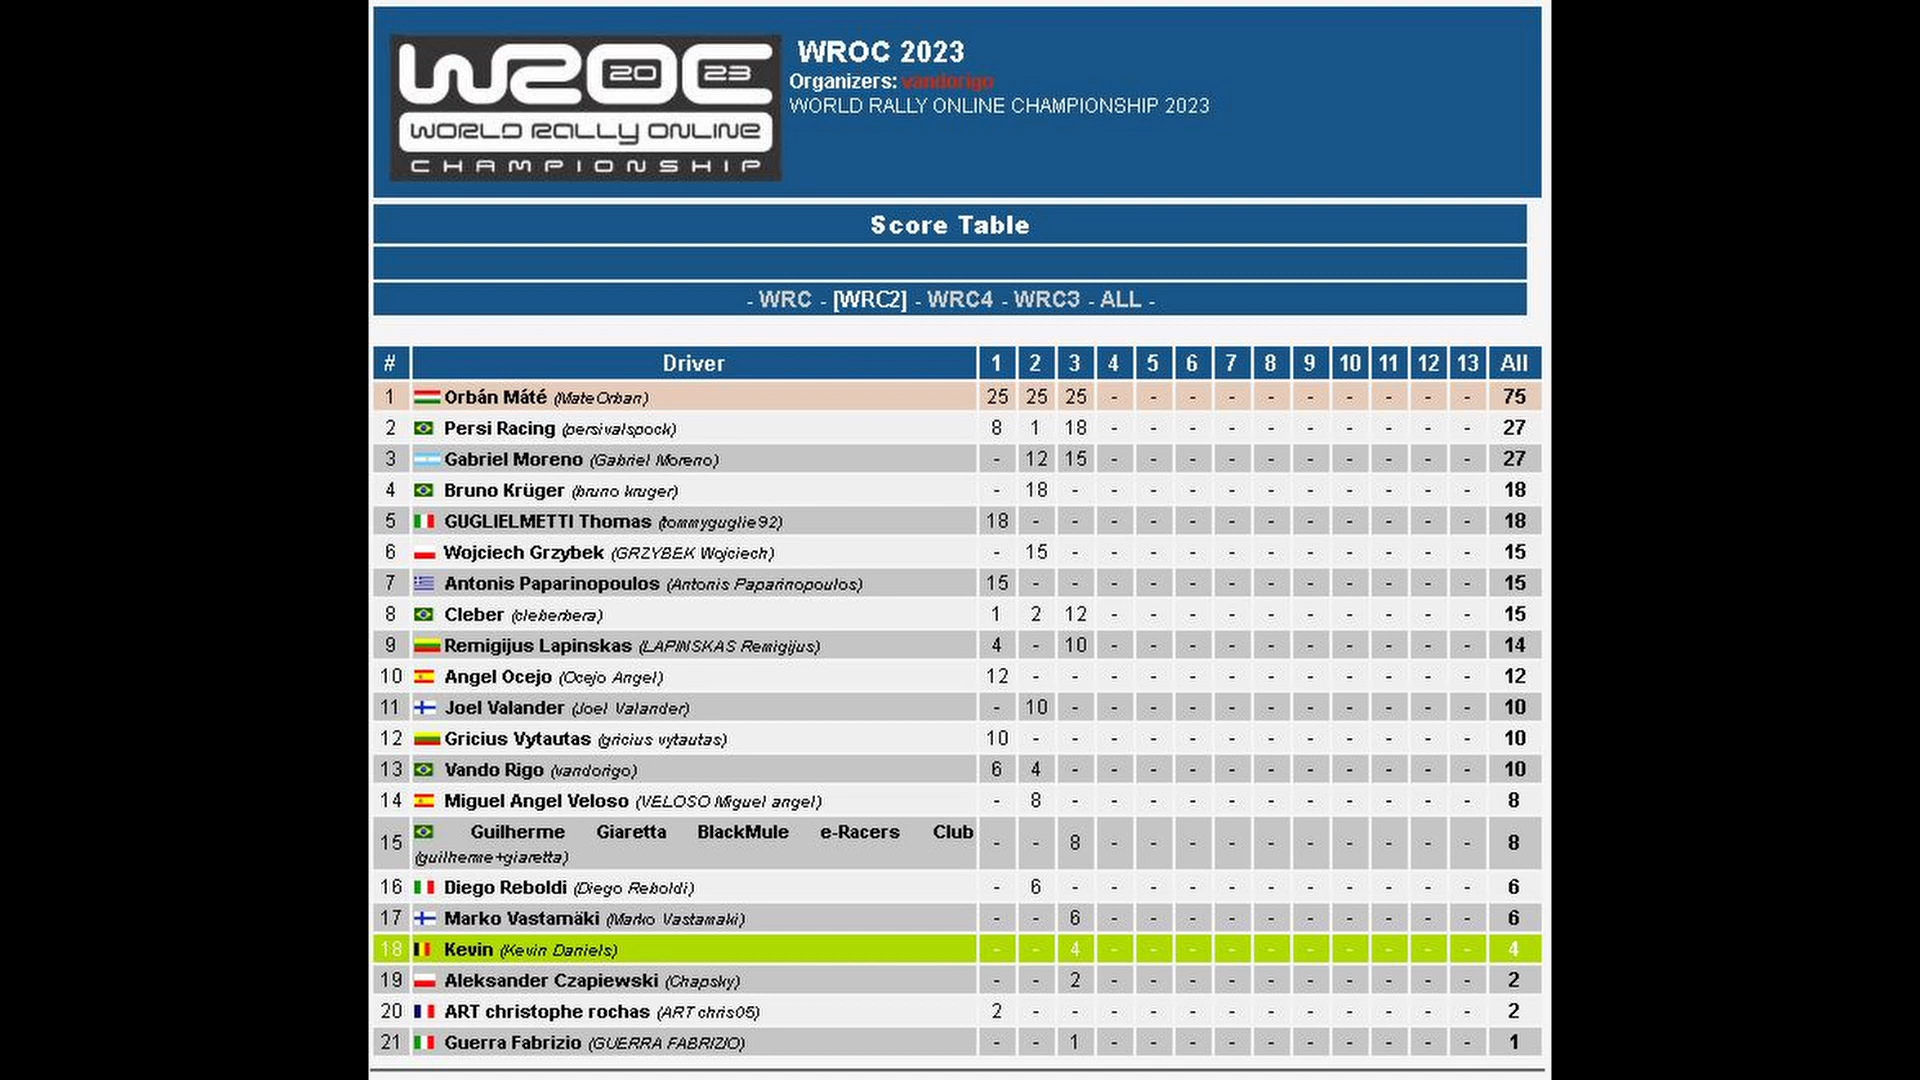 WROC 2023
WORLD RALLY ONLINE
CHAMPIONSHIP
WROC 2023
Organizers: vandorigo
WORLD RALLY ONLINE CHAMPIONSHIP 2023
Score Table
- WRC - [WRC2] - WRC4 - WRC3 - ALL -
# Driver 1 2 3 4 5 6 7 8 9 10 11 12 13 All
1 Orbán Máté (MateOrban) 25 25 25 - - - - - - - - - - 75
2 Persi Racing (persivalspock) 8 1 18 - - - - - - - - - - 27
3 Gabriel Moreno (Gabriel Moreno) - 12 15 - - - - - - - - - - 27
4 Bruno Krüger (bruno kruger) - 18 - - - - - - - - - - - 18
5 GUGLIELMETTI Thomas (tommyguglie92) 18 - - - - - - - - - - - - 18
6 Wojciech Grzybek (GRZYBEK Wojciech) - 15 - - - - - - - - - - - 15
7 Antonis Paparinopoulos (Antonis Paparinopoulos) 15 - - - - - - - - - - - - 15
8 Cleber (cleberbera) 1 2 12 - - - - - - - - - - 15
9 Remigijus Lapinskas (LAPINSKAS Remigijus) 4 - 10 - - - - - - - - - - 14
10 Angel Ocejo (Ocejo Angel) 12 - - - - - - - - - - - - 12
11 Joel Valander (Joel Valander) - 10 - - - - - - - - - - - 10
12 Gricius Vytautas (gricius vytautas) 10 - - - - - - - - - - - - 10
13 Vando Rigo (vandorigo) 6 4 - - - - - - - - - - - 10
14 Miguel Angel Veloso (VELOSO Miguel angel) - 8 - - - - - - - - - - - 8
15 Guilherme Giaretta BlackMule e-Racers Club - - 8 - - - - - - - - - - 8
(guilherme+giaretta)
16 Diego Reboldi (Diego Reboldi) - 6 - - - - - - - - - - - 6
17 Marko Vastamäki (Marko Vastamaki) - - 6 - - - - - - - - - - 6
18 Kevin (Kevin Daniels) - - 4 - - - - - - - - - - 4
19 Aleksander Czapiewski (Chapsky) - - 2 - - - - - - - - - - 2
20 ART christophe rochas (ART chris05) 2 - - - - - - - - - - - - 2
21 Guerra Fabrizio (GUERRA FABRIZIO) - - 1 - - - - - - - - - - 1